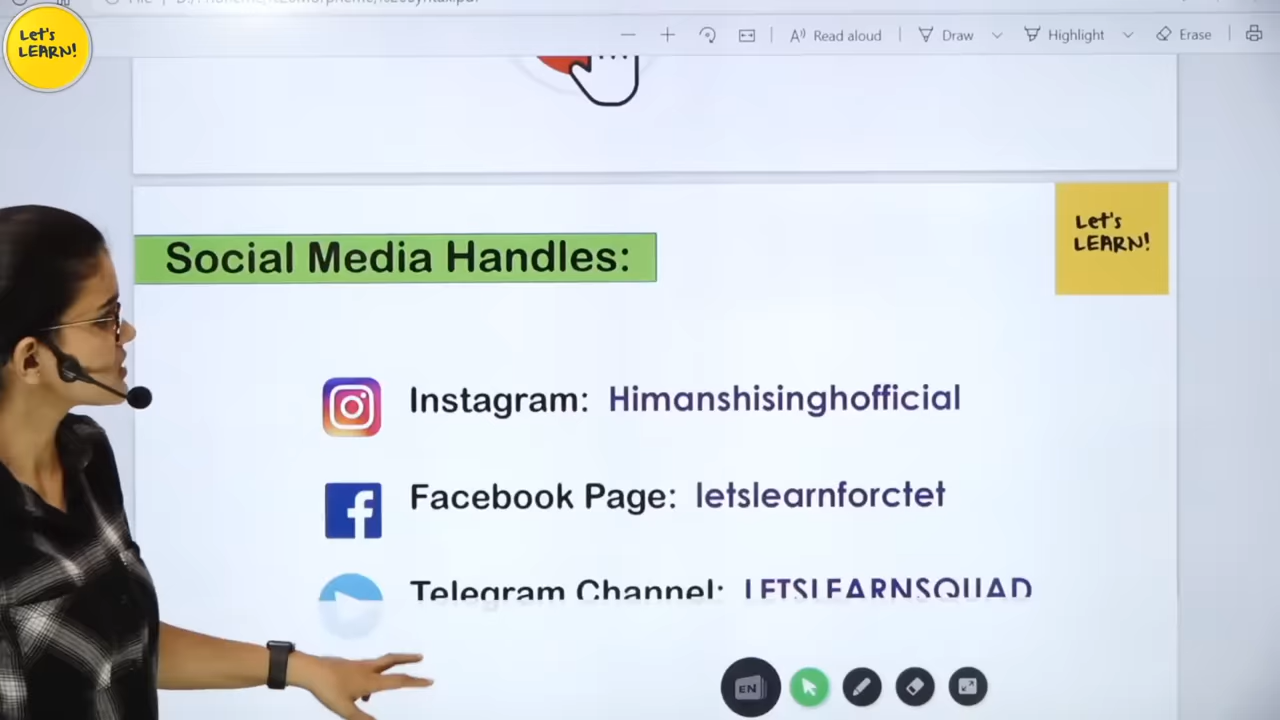 Let's
LEARN!
Read aloud
Draw
Highlight
Erase
Let's
LEARN!
Social Media Handles:
Instagram: Himanshisinghofficial
Facebook Page: letslearnforctet
Telegram Channel: LETSLEARNSQUAD
EN